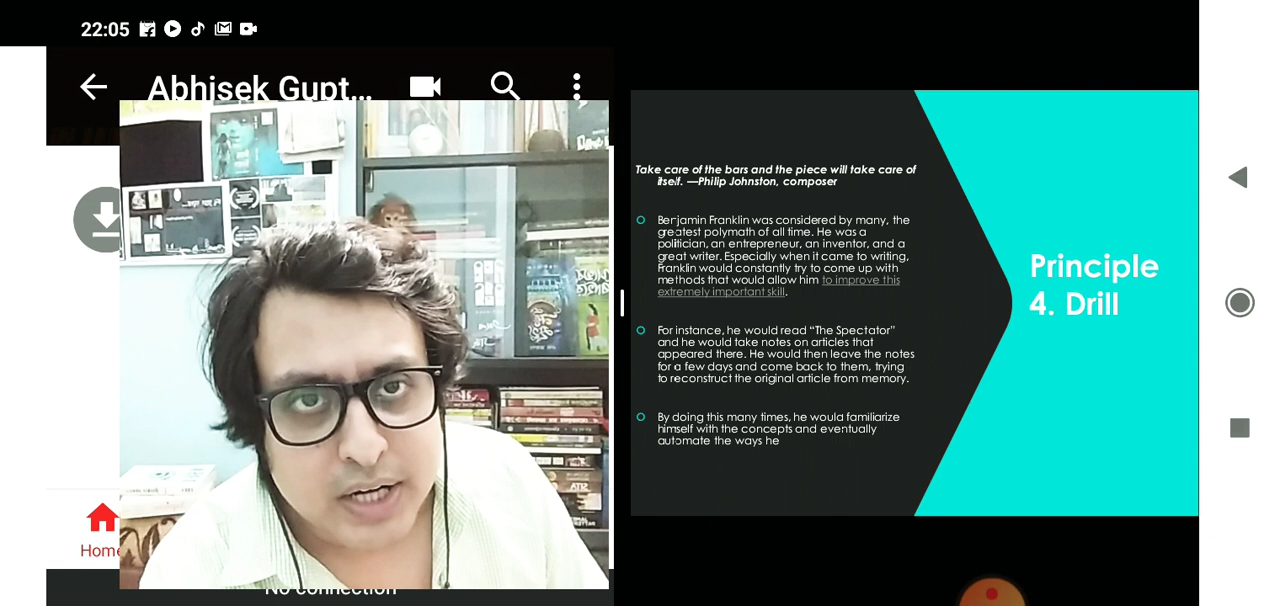 22:05
Abhisek Gupt...
Home
No connection
Take care of the bars and the piece will take care of
itself. —Philip Johnston, composer
Benjamin Franklin was considered by many, the
greatest polymath of all time. He was a
politician, an entrepreneur, an inventor, and a
great writer. Especially when it came to writing,
Franklin would constantly try to come up with
methods that would allow him to improve this
extremely important skill.
For instance, he would read “The Spectator”
and he would take notes on articles that
appeared there. He would then leave the notes
for a few days and come back to them, trying
to reconstruct the original article from memory.
By doing this many times, he would familiarize
himself with the concepts and eventually
automate the ways he
Principle
4. Drill